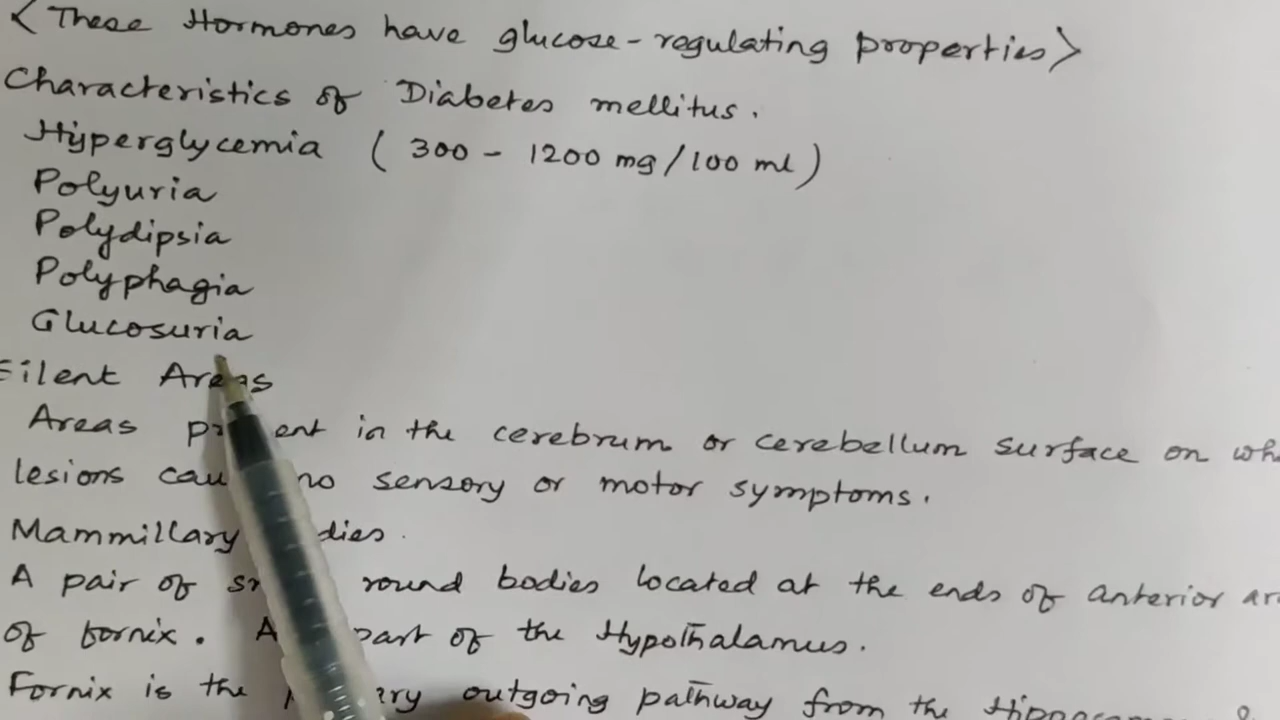 <These Hormones have glucose-regulating properties>
Characteristics of Diabetes mellitus.
Hyperglycemia (300 - 1200 mg/100 ml)
Polyuria
Polydipsia
Polyphagia
Glucosuria
Silent Areas
Areas in the cerebrum or cerebellum surface on
lesions no sensory or motor symptoms.
Mammillary
A pair of round bodies located at the ends of anterior
of fornix. part of the Hypothalamus.
Fornix is the outgoing pathway from the